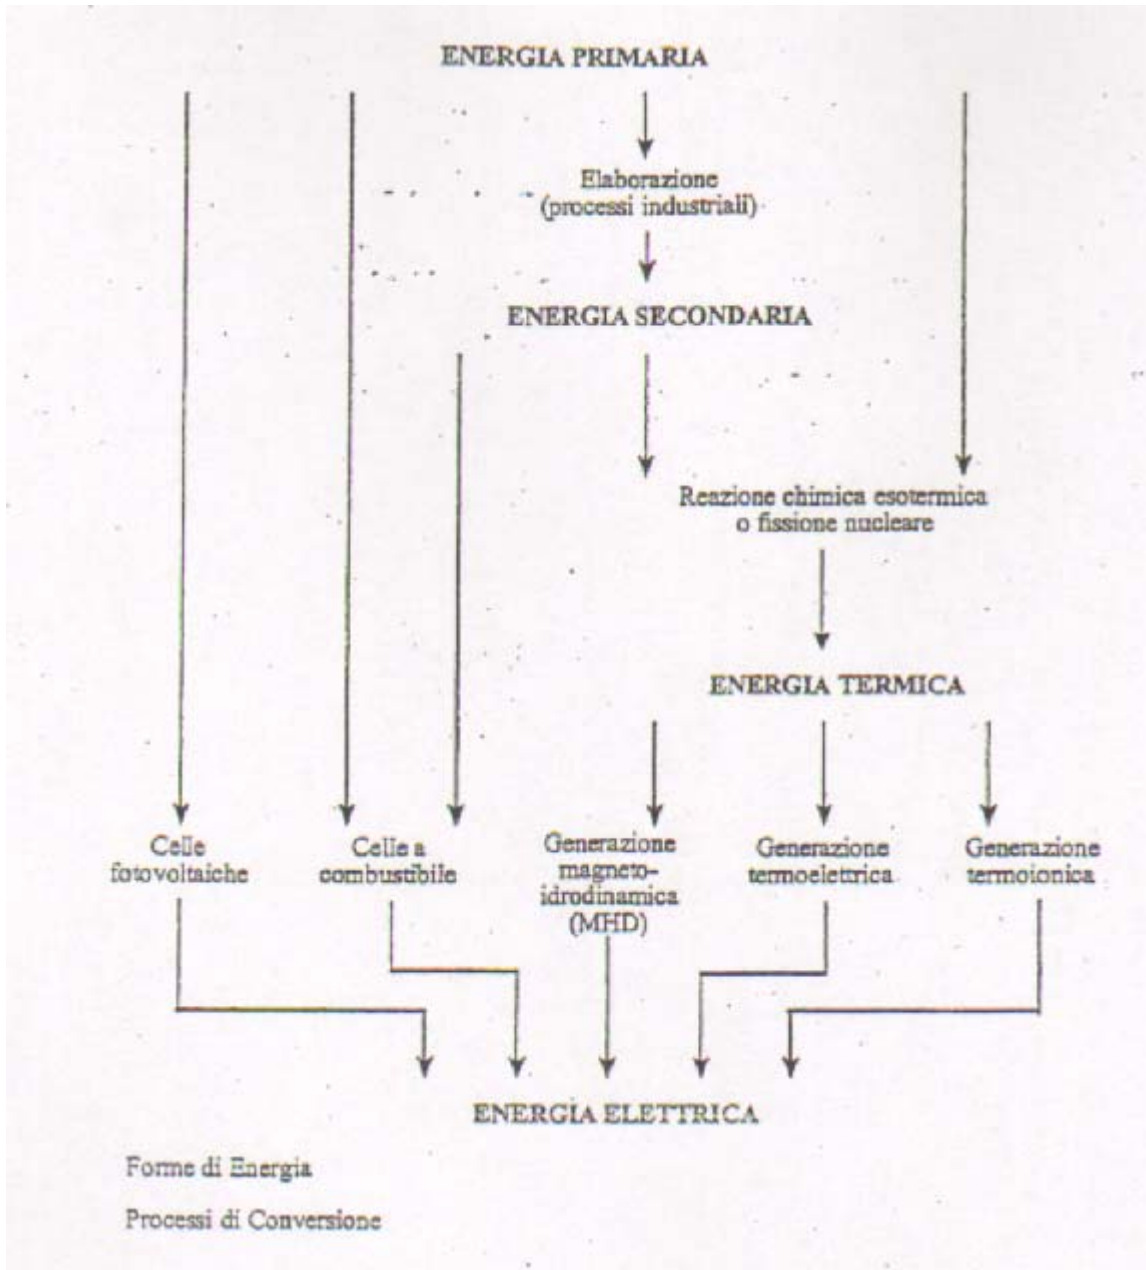 ENERGIA PRIMARIA
Elaborazione
(processi industriali)
ENERGIA SECONDARIA
Reazione chimica esotermica
o fissione nucleare
ENERGIA TERMICA
Celle
fotovoltaiche
Celle a
combustibile
Generazione
magneto-
idrodinamica
(MHD)
Generazione
termoelettrica
Generazione
termoionica
ENERGIA ELETTRICA
Forme di Energia
Processi di Conversione